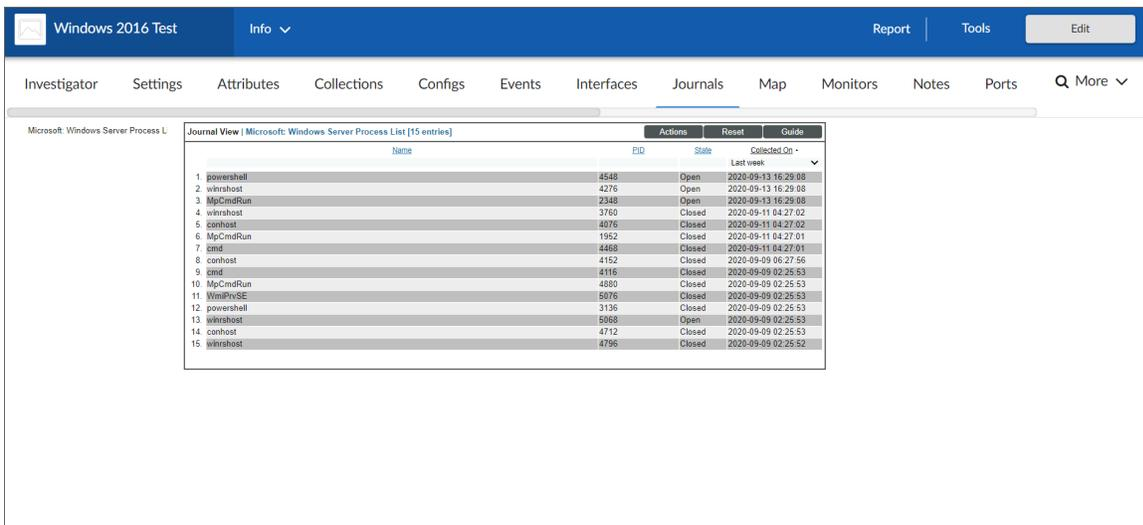 Windows 2016 Test Info Report Tools Edit
Investigator Settings Attributes Collections Configs Events Interfaces Journals Map Monitors Notes Ports More
Microsoft: Windows Server Process L
Journal View | Microsoft: Windows Server Process List [15 entries] Actions Reset Guide
Name PID State Collected On
Last week
1. powershell 4548 Open 2020-09-13 16:29:08
2. winrshost 4276 Open 2020-09-13 16:29:08
3. MpCmdRun 2348 Open 2020-09-13 16:29:08
4. winrshost 3760 Closed 2020-09-11 04:27:02
5. conhost 4076 Closed 2020-09-11 04:27:02
6. MpCmdRun 1952 Closed 2020-09-11 04:27:01
7. cmd 4468 Closed 2020-09-11 04:27:01
8. conhost 4152 Closed 2020-09-09 06:27:56
9. cmd 4116 Closed 2020-09-09 02:25:53
10. MpCmdRun 4880 Closed 2020-09-09 02:25:53
11. WmiPrvSE 5076 Closed 2020-09-09 02:25:53
12. powershell 3136 Closed 2020-09-09 02:25:53
13. winrshost 5068 Open 2020-09-09 02:25:53
14. conhost 4712 Closed 2020-09-09 02:25:53
15. winrshost 4796 Closed 2020-09-09 02:25:52